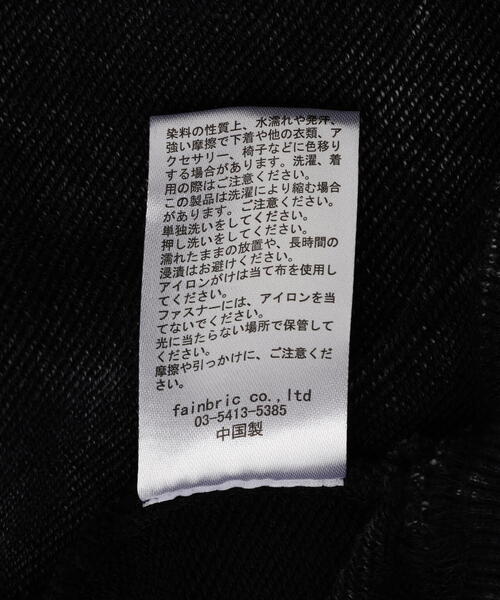 染料の性質上、水濡れや発汗、
強い摩擦で下着や他の衣類、ア
クセサリー、椅子などに色移り
する場合があります。洗濯、着
用の際はご注意ください。
この製品は洗濯により縮む場合
があります。ご注意ください。
単独洗いをしてください。
押し洗いをしてください。
濡れたままの放置や、長時間の
浸漬はお避けください。
アイロンがけは当て布を使用し
てください。
ファスナーには、アイロンを当
てないでください。
光に当たらない場所で保管して
ください。
摩擦や引っかけに、ご注意くだ
さい。
fainbric co.,ltd
03-5413-5385
中国製